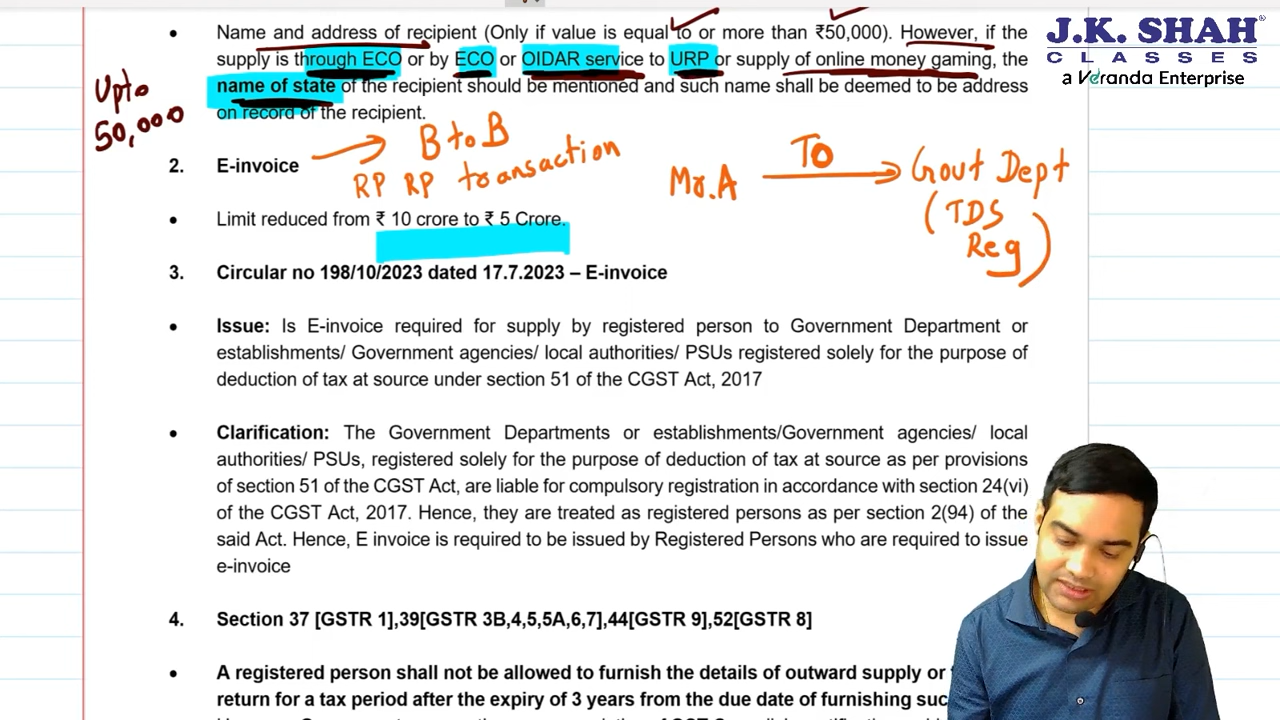 J.K. SHAH
CLASSES
a Veranda Enterprise
• Name and address of recipient (Only if value is equal to or more than ₹50,000). However, if the
supply is through ECO or by ECO or OIDAR service to URP or supply of online money gaming, the
name of state of the recipient should be mentioned and such name shall be deemed to be address
on record of the recipient.
Upto
50,000
2. E-invoice
B to B
RP RP transaction
Mr. A TO Govt Dept
(TDS
Reg)
• Limit reduced from ₹ 10 crore to ₹ 5 Crore.
3. Circular no 198/10/2023 dated 17.7.2023 – E-invoice
• Issue: Is E-invoice required for supply by registered person to Government Department or
establishments/ Government agencies/ local authorities/ PSUs registered solely for the purpose of
deduction of tax at source under section 51 of the CGST Act, 2017
• Clarification: The Government Departments or establishments/Government agencies/ local
authorities/ PSUs, registered solely for the purpose of deduction of tax at source as per provisions
of section 51 of the CGST Act, are liable for compulsory registration in accordance with section 24(vi)
of the CGST Act, 2017. Hence, they are treated as registered persons as per section 2(94) of the
said Act. Hence, E invoice is required to be issued by Registered Persons who are required to issue
e-invoice
4. Section 37 [GSTR 1],39[GSTR 3B,4,5,5A,6,7],44[GSTR 9],52[GSTR 8]
• A registered person shall not be allowed to furnish the details of outward supply or
return for a tax period after the expiry of 3 years from the due date of furnishing